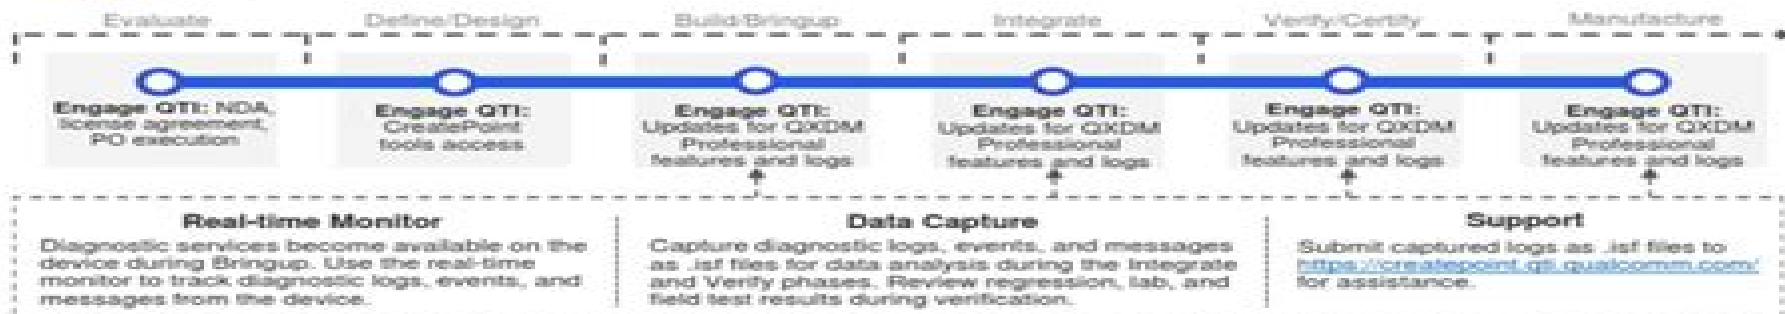 Evaluate
Define/Design
Build/Bringup
Integrate
Verify/Certify
Manufacture
Engage QTI: NDA,
license agreement,
PO execution
Engage QTI:
CreatePoint
tools access
Engage QTI:
Updates for QXDM
Professional
features and logs
Engage QTI:
Updates for QXDM
Professional
features and logs
Engage QTI:
Updates for QXDM
Professional
features and logs
Engage QTI:
Updates for QXDM
Professional
features and logs
Real-time Monitor
Diagnostic services become available on the
device during Bringup. Use the real-time
monitor to track diagnostic logs, events, and
messages from the device.
Data Capture
Capture diagnostic logs, events, and messages
as .isf files for data analysis during the Integrate
and Verify phases. Review regression, lab, and
field test results during verification.
Support
Submit captured logs as .isf files to
https://createpoint.qti.qualcomm.com/
for assistance.